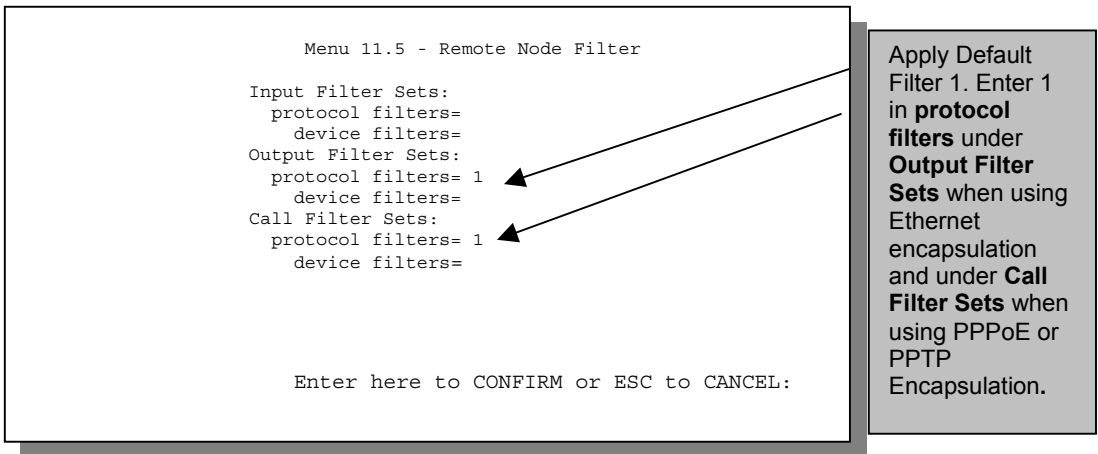 Menu 11.5 - Remote Node Filter
Input Filter Sets:
protocol filters=
device filters=
Output Filter Sets:
protocol filters= 1
device filters=
Call Filter Sets:
protocol filters= 1
device filters=
Enter here to CONFIRM or ESC to CANCEL:
Apply Default
Filter 1. Enter 1
in protocol
filters under
Output Filter
Sets when using
Ethernet
encapsulation
and under Call
Filter Sets when
using PPPoE or
PPTP
Encapsulation.